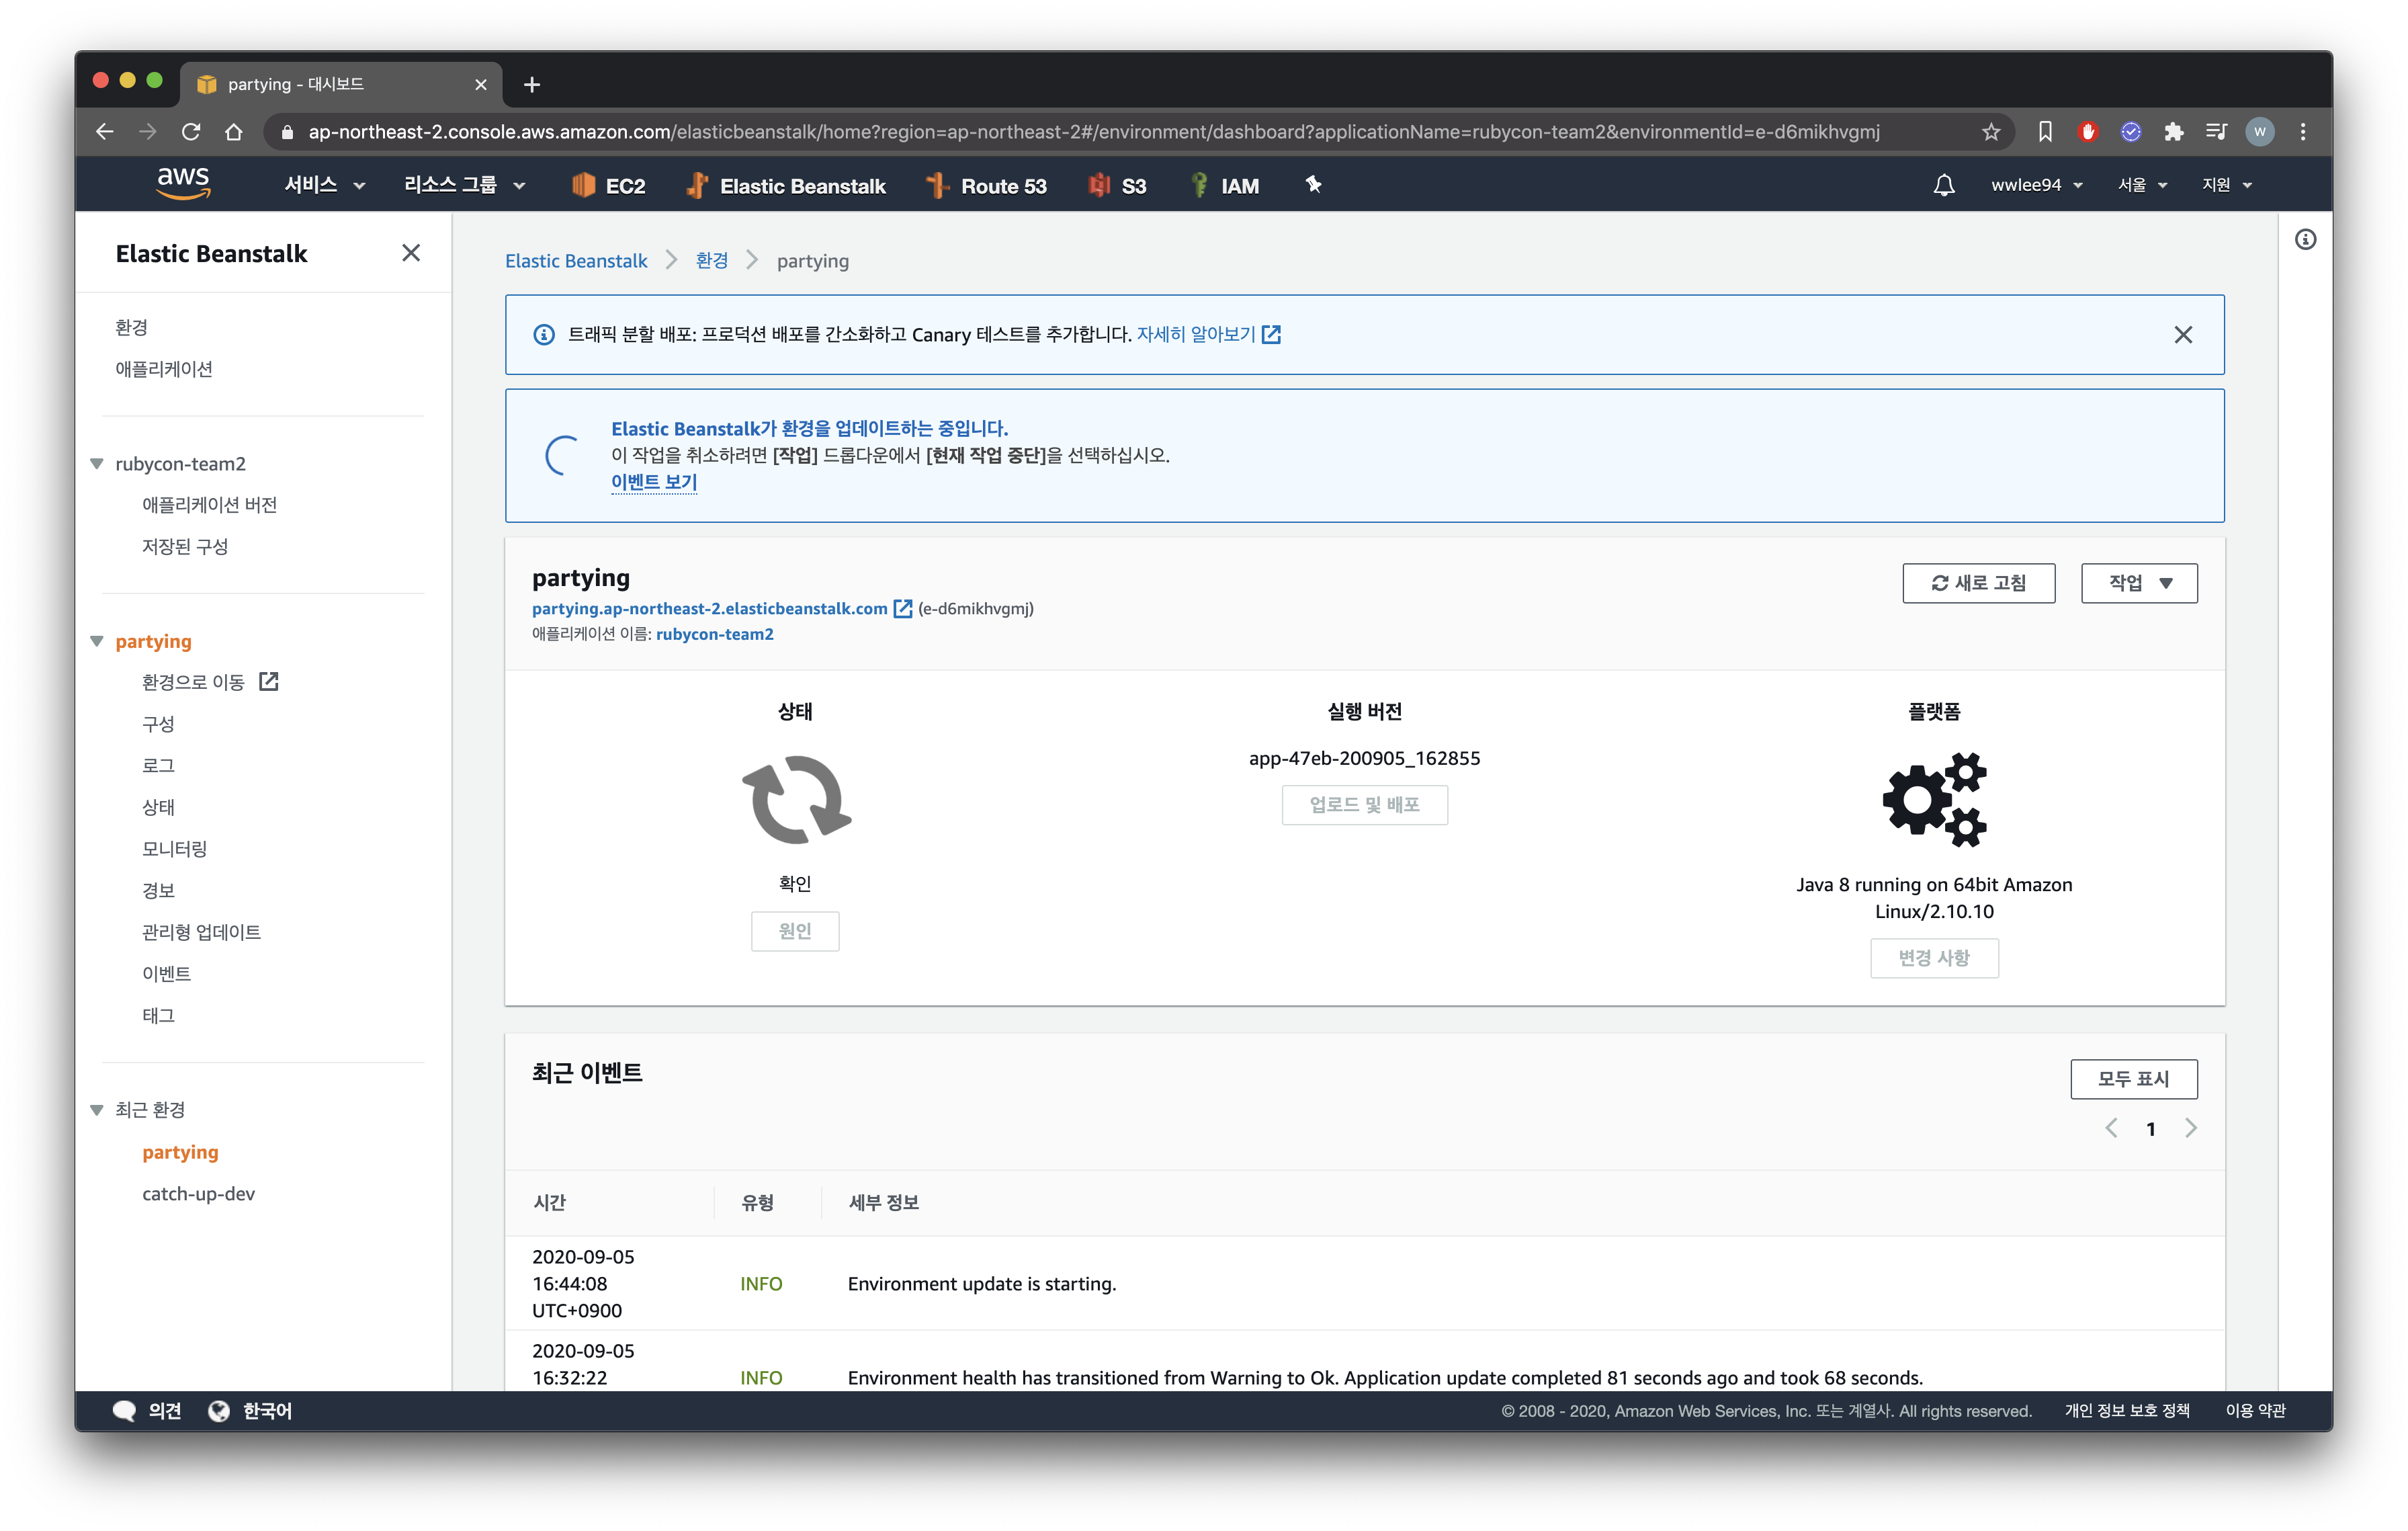 partying - 대시보드
ap-northeast-2.console.aws.amazon.com/elasticbeanstalk/home?region=ap-northeast-2#/environment/dashboard?applicationName=rubycon-team2&environmentId=e-d6mikhvgmj
W
aws 서비스 리소스 그룹 EC2 Elastic Beanstalk Route 53 S3 IAM wwlee94 서울 지원
Elastic Beanstalk
환경
애플리케이션
rubycon-team2
애플리케이션 버전
저장된 구성
partying
환경으로 이동
구성
로그
상태
모니터링
경보
관리형 업데이트
이벤트
태그
최근 환경
partying
catch-up-dev
Elastic Beanstalk 환경 partying
트래픽 분할 배포: 프로덕션 배포를 간소화하고 Canary 테스트를 추가합니다. 자세히 알아보기
Elastic Beanstalk가 환경을 업데이트하는 중입니다.
이 작업을 취소하려면 [작업] 드롭다운에서 [현재 작업 중단]을 선택하십시오.
이벤트 보기
partying
새로 고침 작업
partying.ap-northeast-2.elasticbeanstalk.com (e-d6mikhvgmj)
애플리케이션 이름: rubycon-team2
상태
확인
원인
실행 버전
app-47eb-200905_162855
업로드 및 배포
플랫폼
Java 8 running on 64bit Amazon
Linux/2.10.10
변경 사항
최근 이벤트
모두 표시
1
시간 유형 세부 정보
2020-09-05
16:44:08
UTC+0900
INFO
Environment update is starting.
2020-09-05
16:32:22
INFO
Environment health has transitioned from Warning to Ok. Application update completed 81 seconds ago and took 68 seconds.
의견 한국어
© 2008 - 2020, Amazon Web Services, Inc. 또는 계열사. All rights reserved. 개인 정보 보호 정책 이용 약관